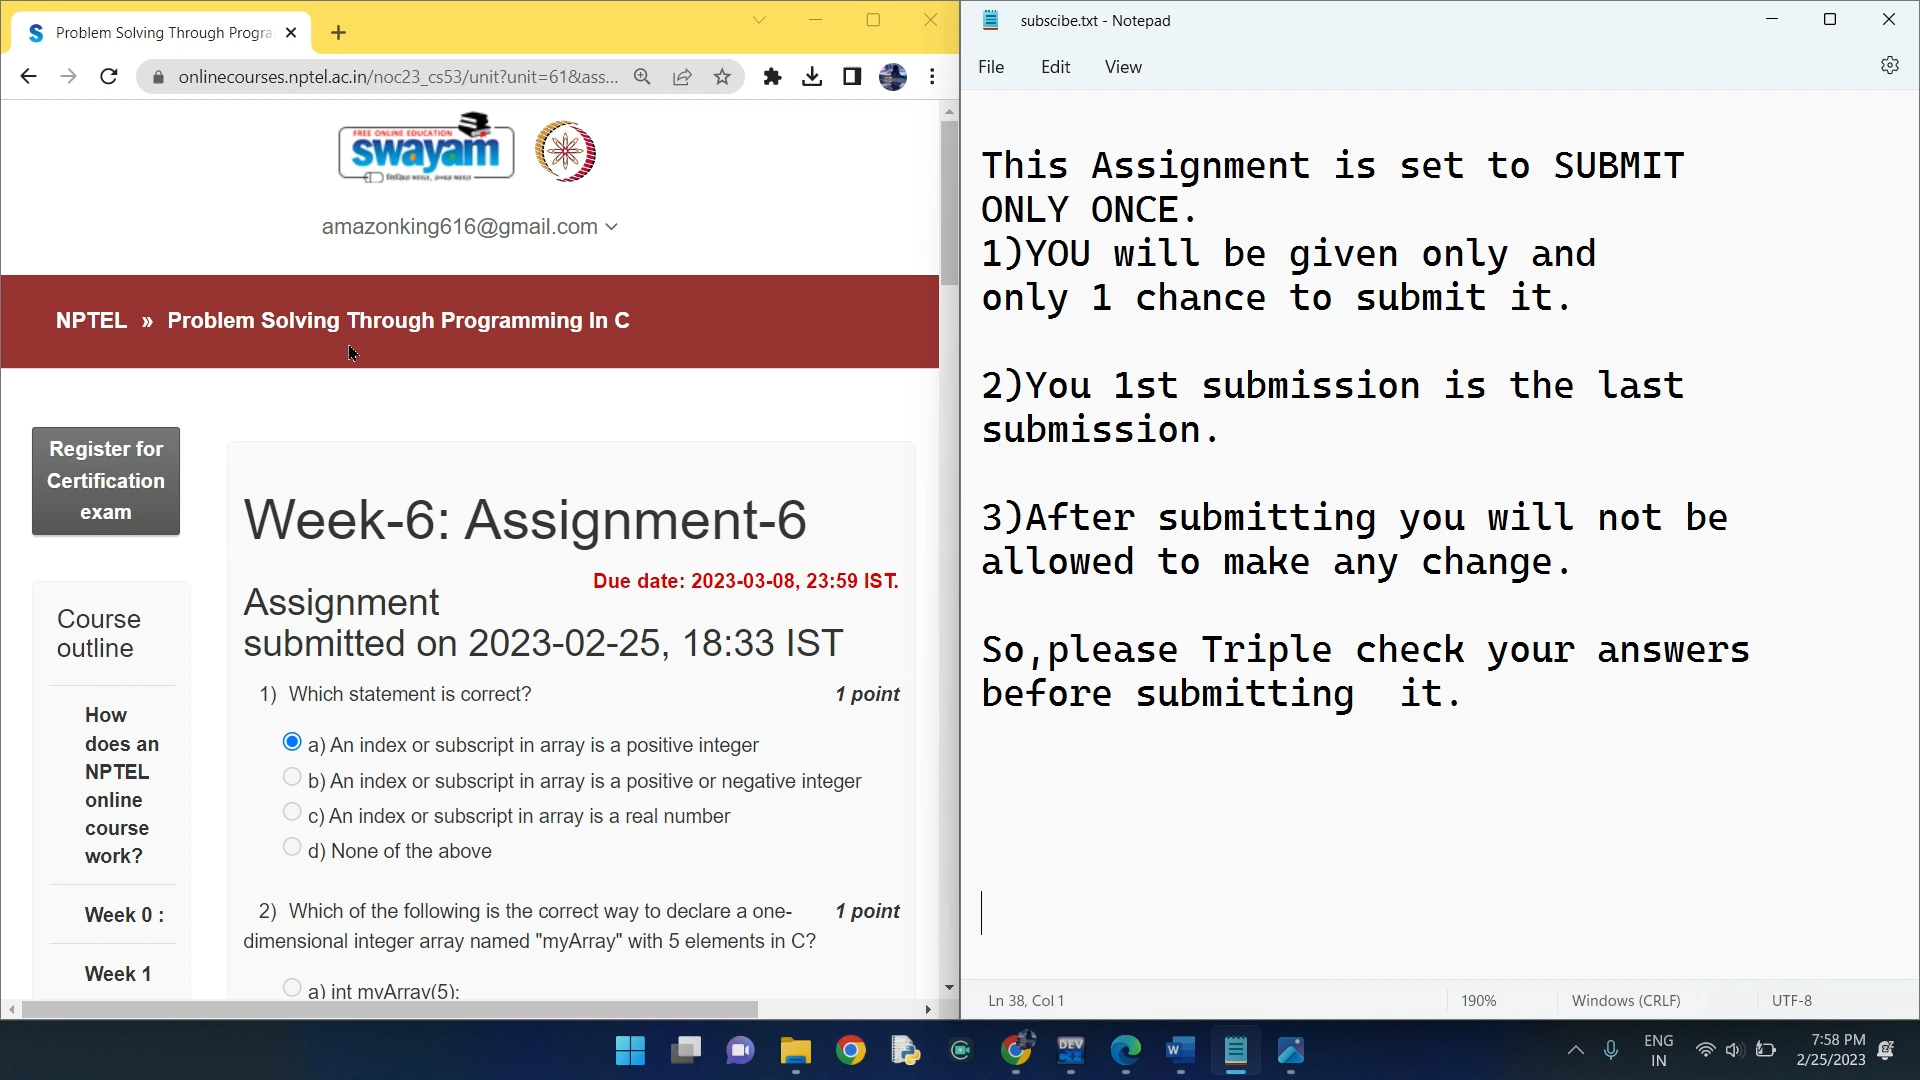 Problem Solving Through Progra
onlinecourses.nptel.ac.in/noc23_cs53/unit?unit=61&ass...
FREE ONLINE EDUCATION
swayam
amazonking616@gmail.com
NPTEL » Problem Solving Through Programming In C
Register for
Certification
exam
Course
outline
How
does an
NPTEL
online
course
work?
Week 0 :
Week 1
Week-6: Assignment-6
Due date: 2023-03-08, 23:59 IST.
Assignment
submitted on 2023-02-25, 18:33 IST
1) Which statement is correct? 1 point
a) An index or subscript in array is a positive integer
b) An index or subscript in array is a positive or negative integer
c) An index or subscript in array is a real number
d) None of the above
2) Which of the following is the correct way to declare a one- 1 point
dimensional integer array named "myArray" with 5 elements in C?
a) int myArray(5);
subscibe.txt - Notepad
File Edit View
This Assignment is set to SUBMIT
ONLY ONCE.
1)YOU will be given only and
only 1 chance to submit it.
2)You 1st submission is the last
submission.
3)After submitting you will not be
allowed to make any change.
So,please Triple check your answers
before submitting  it.
Ln 38, Col 1 190% Windows (CRLF) UTF-8
DEV
ENG
IN
7:58 PM
2/25/2023